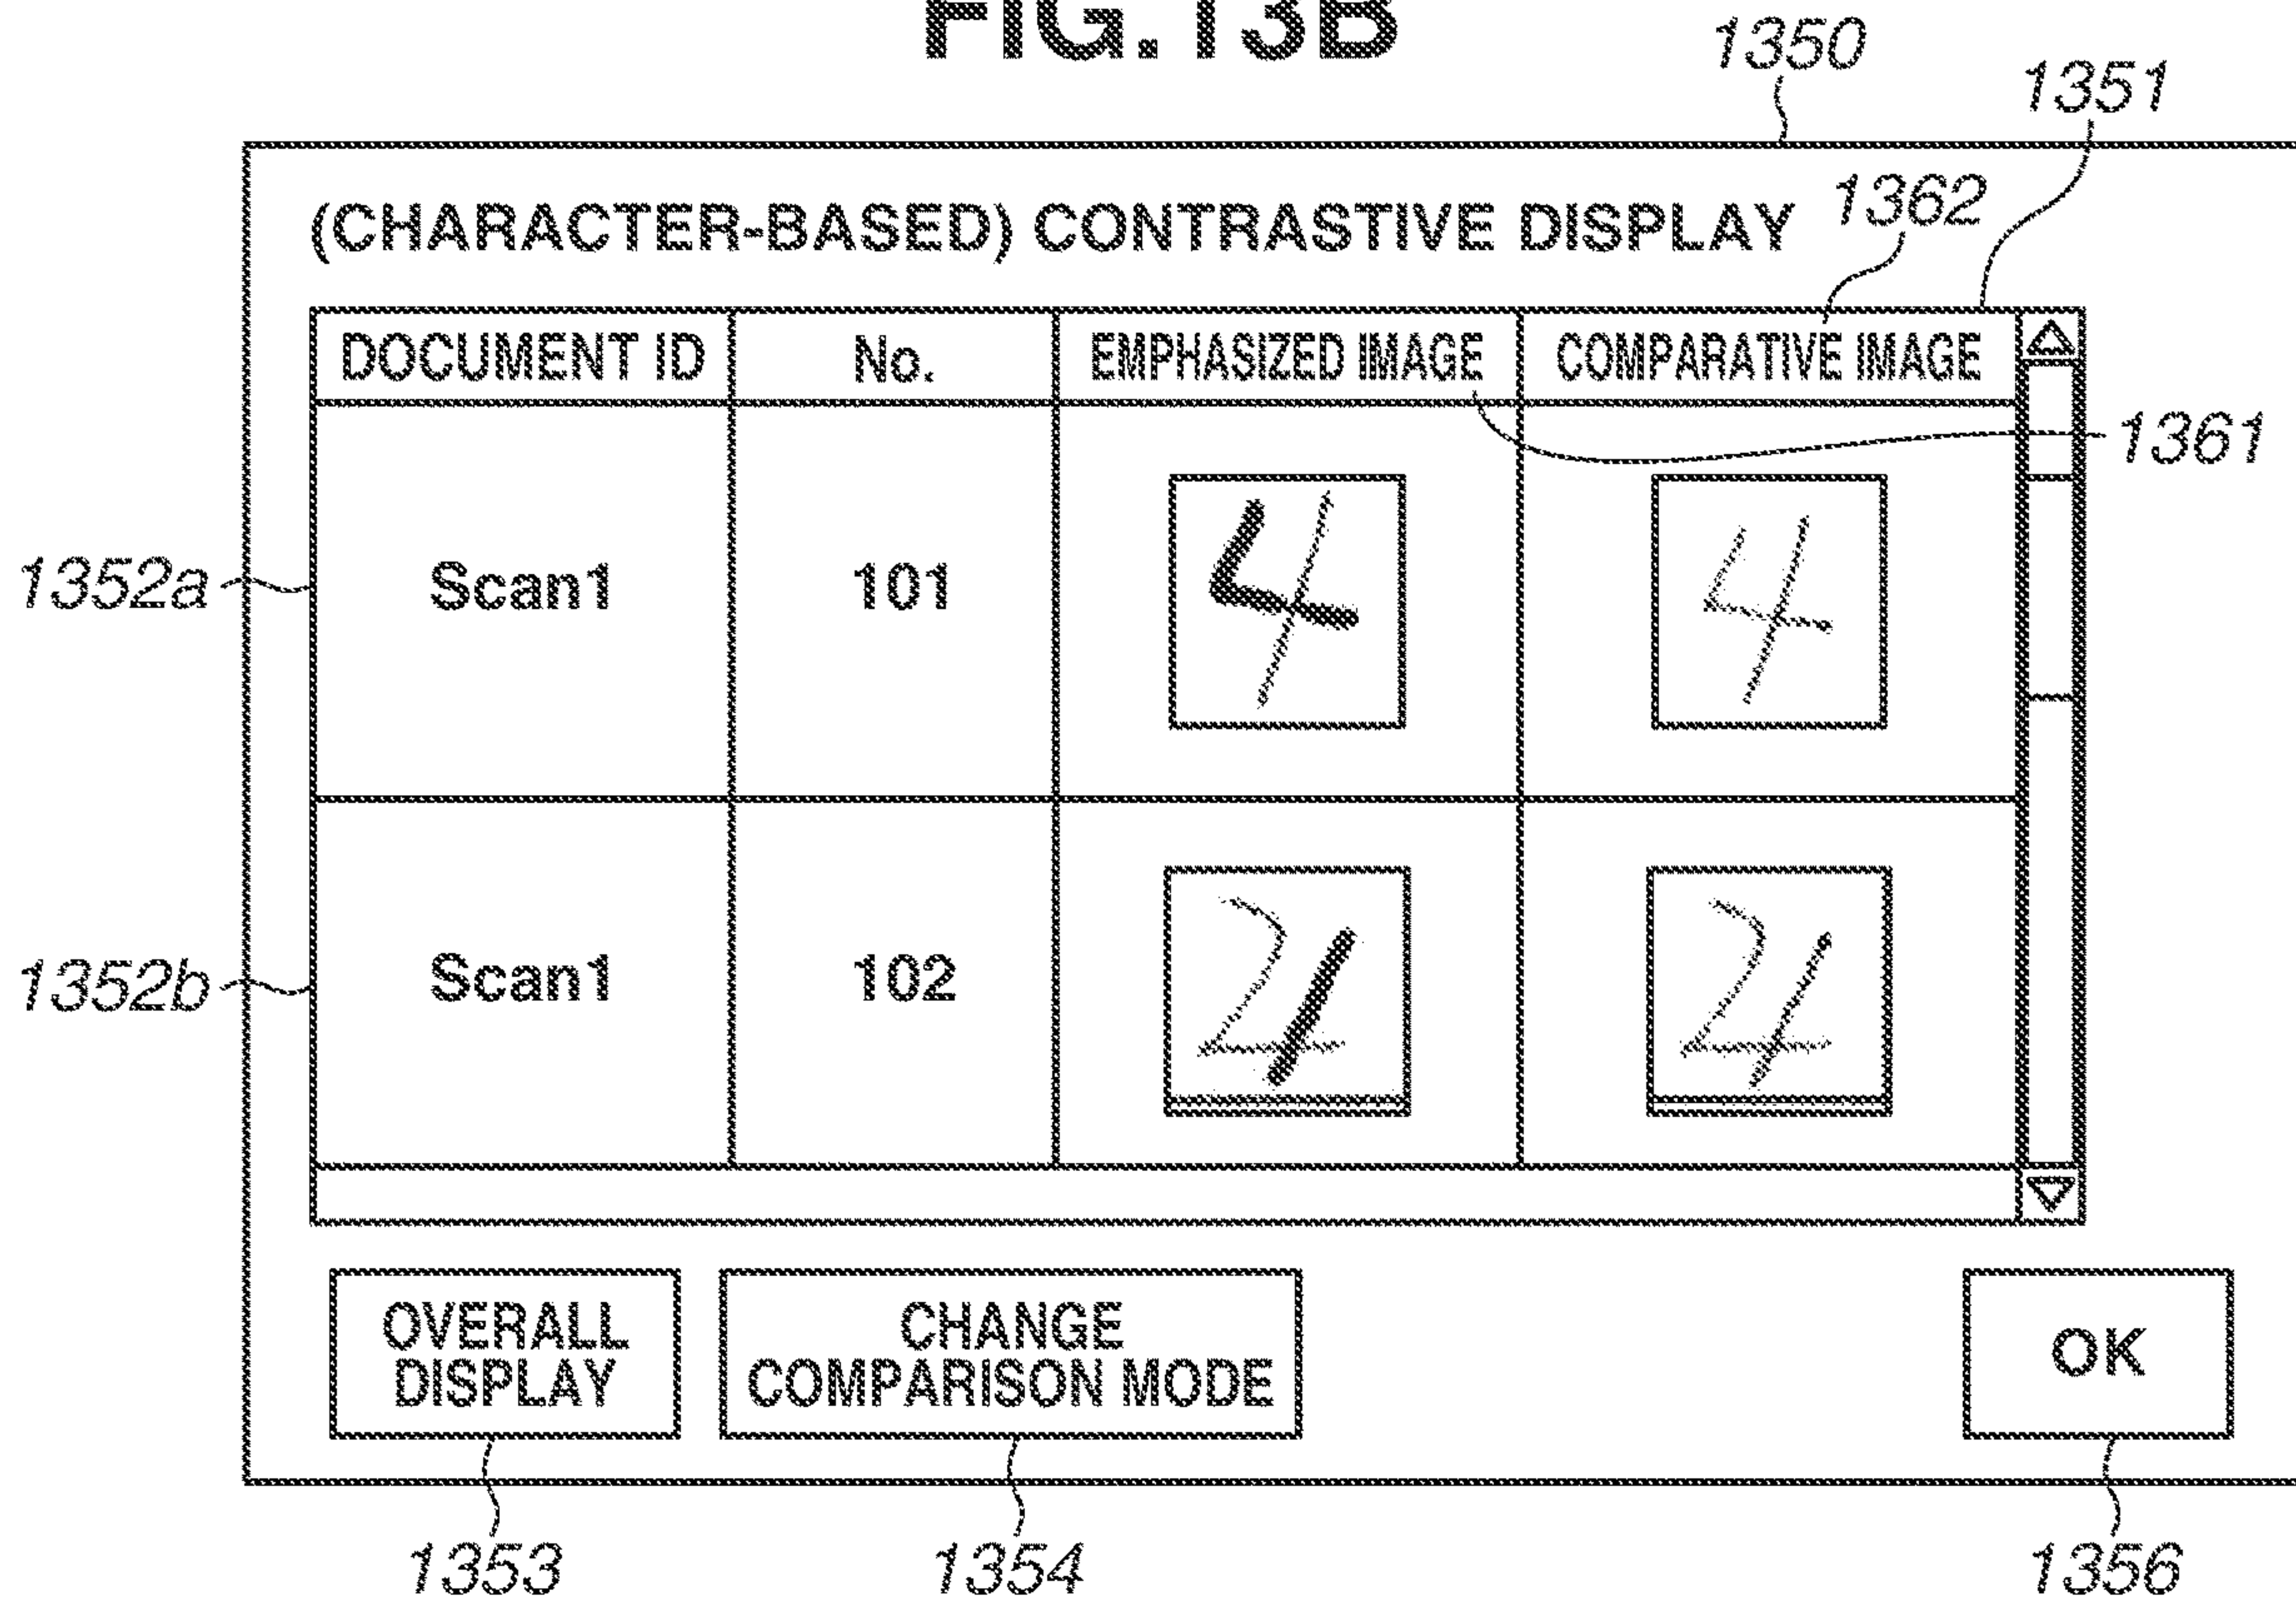 FIG.13B
1350
1351
(CHARACTER-BASED) CONTRASTIVE DISPLAY
1362
DOCUMENT ID No. EMPHASIZED IMAGE COMPARATIVE IMAGE
1361
1352a Scan1 101 4 4
1352b Scan1 102 4 4
OVERALL
DISPLAY
CHANGE
COMPARISON MODE
OK
1353 1354 1356